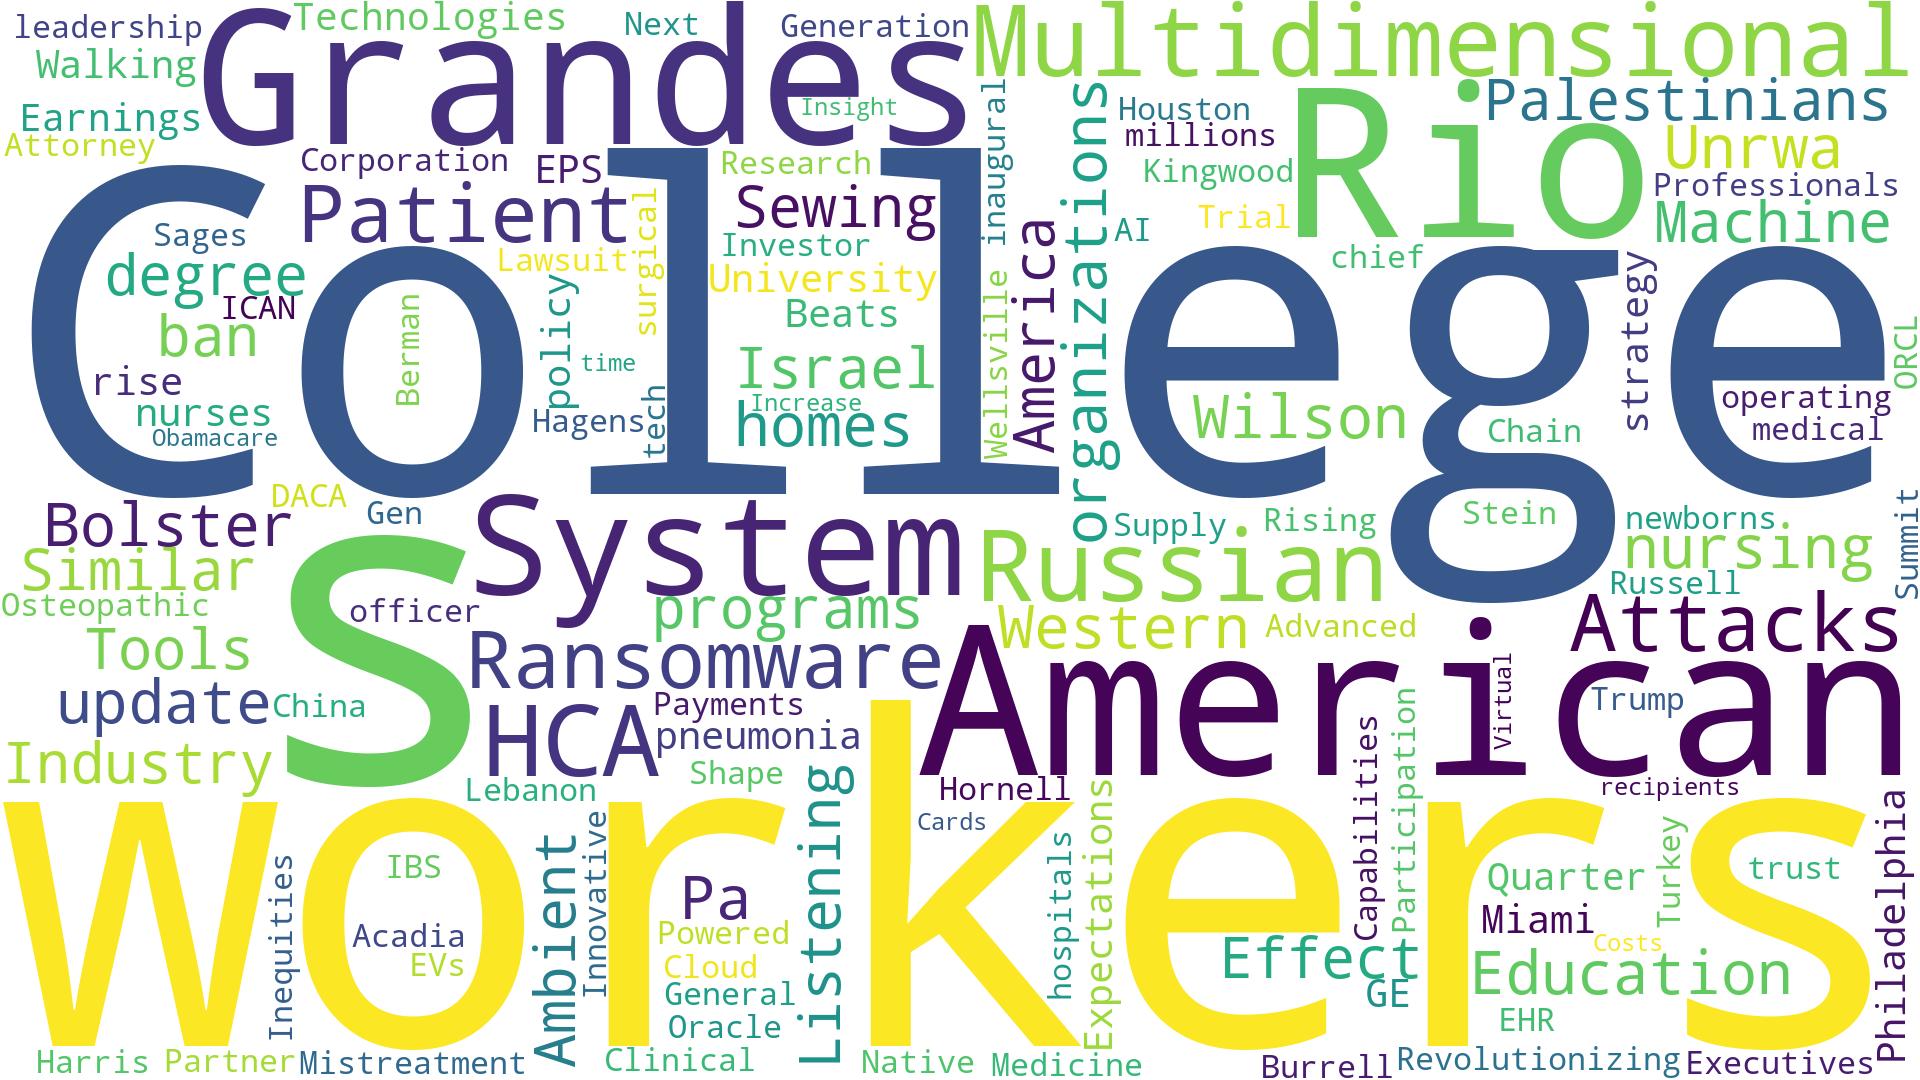 leadership
Technologies
Next
Generation
Multidimensional
Grandes
Walking
Earnings
Attorney
Insight
inaugural
organizations
Houston
millions
Kingwood
Palestinians
Rio
Unrwa
Professionals
Machine
Corporation
EPS
Research
Patient
surgical
Sewing
Investor
University
Beats
America
AI
Trial
chief
strategy
Sages
degree
ICAN
ban
rise
nurses
Obamacare
College
Berman
Lawsuit
policy
time
Hagens
tech
Israel
Increase
homes
Wellsville
Wilson
Chain
operating
medical
ORCL
DACA
Gen
Bolster
System
Russian
Supply
Rising
Stein
newborns
nursing
Russell
Summit
Similar
Osteopathic
Tools
update
China
Industry
S
officer
programs
Ransomware
Western
Advanced
Attacks
American
Virtual
Trump
HCA
Payments
pneumonia
Shape
Lebanon
Listening
Hornell
Cards
recipients
workers
Inequities
IBS
Acadia
EVs
Ambient
Innovative
Pa
Powered
Cloud
General
Oracle
hospitals
Expectations
Capabilities
Participation
Effect
GE
Quarter
Miami
Costs
Turkey
trust
Education
EHR
Philadelphia
Harris
Partner
Mistreatment
Clinical
Native
Medicine
Burrell
Revolutionizing
Executives